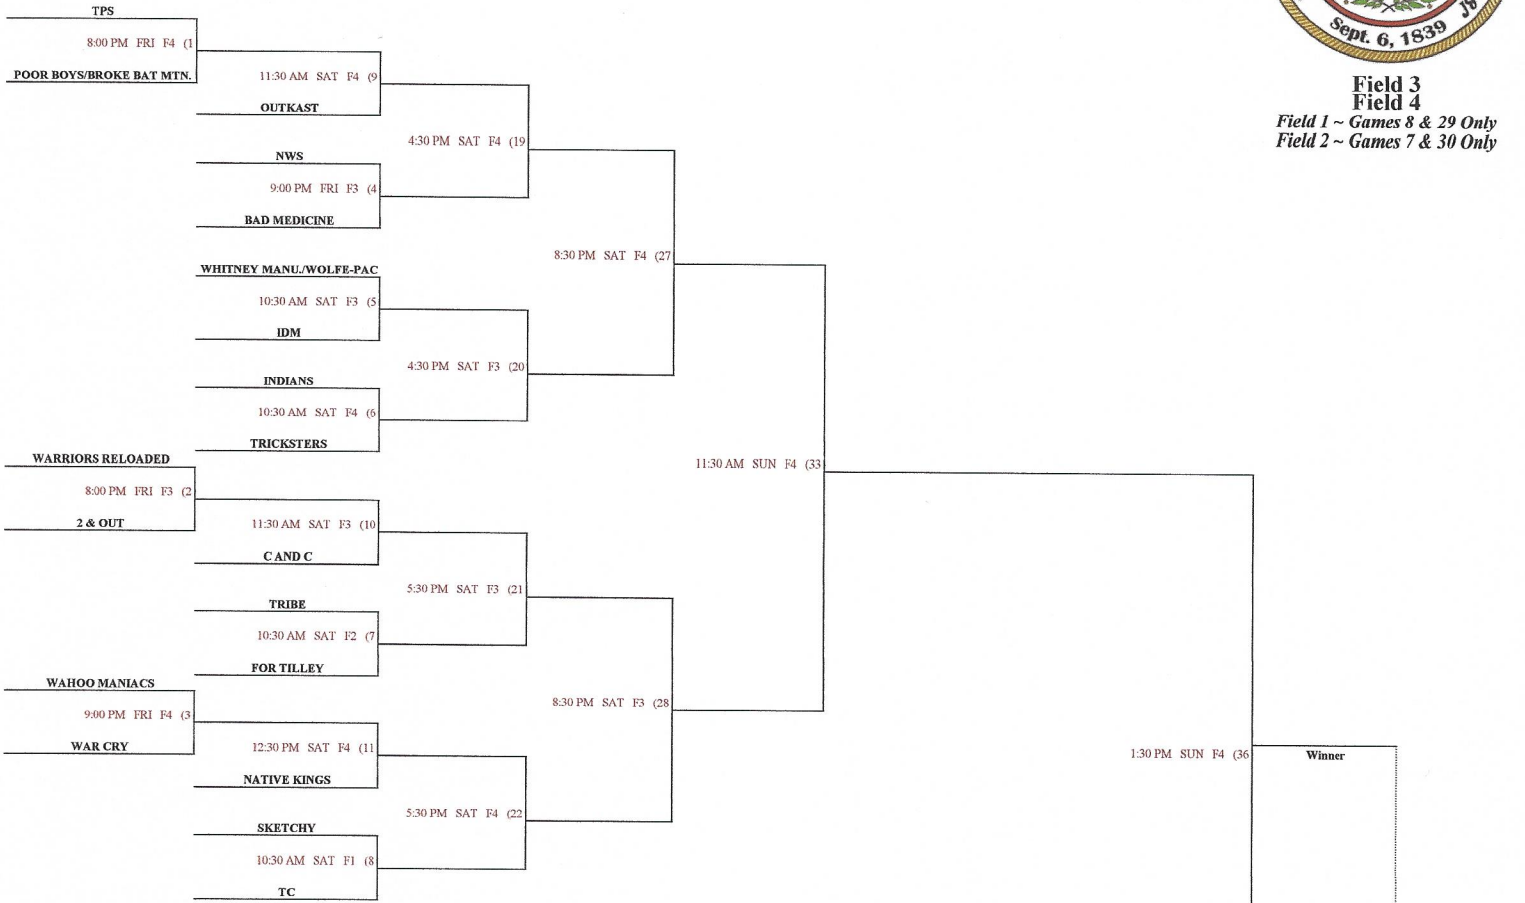 TPS
8:00 PM FRI F4 (1
POOR BOYS/BROKE BAT MTN.
11:30 AM SAT F4 (9
OUTKAST
4:30 PM SAT F4 (19
NWS
9:00 PM FRI F3 (4
BAD MEDICINE
8:30 PM SAT F4 (27
WHITNEY MANU./WOLFE-PAC
10:30 AM SAT F3 (5
IDM
4:30 PM SAT F3 (20
INDIANS
10:30 AM SAT F4 (6
TRICKSTERS
11:30 AM SUN F4 (33
WARRIORS RELOADED
8:00 PM FRI F3 (2
2 & OUT
11:30 AM SAT F3 (10
C AND C
5:30 PM SAT F3 (21
TRIBE
10:30 AM SAT F2 (7
FOR TILLEY
8:30 PM SAT F3 (28
WAHOO MANIACS
9:00 PM FRI F4 (3
WAR CRY
12:30 PM SAT F4 (11
NATIVE KINGS
5:30 PM SAT F4 (22
SKETCHY
10:30 AM SAT F1 (8
TC
1:30 PM SUN F4 (36
Winner
Sept. 6, 1839
Field 3
Field 4
Field 1 ~ Games 8 & 29 Only
Field 2 ~ Games 7 & 30 Only